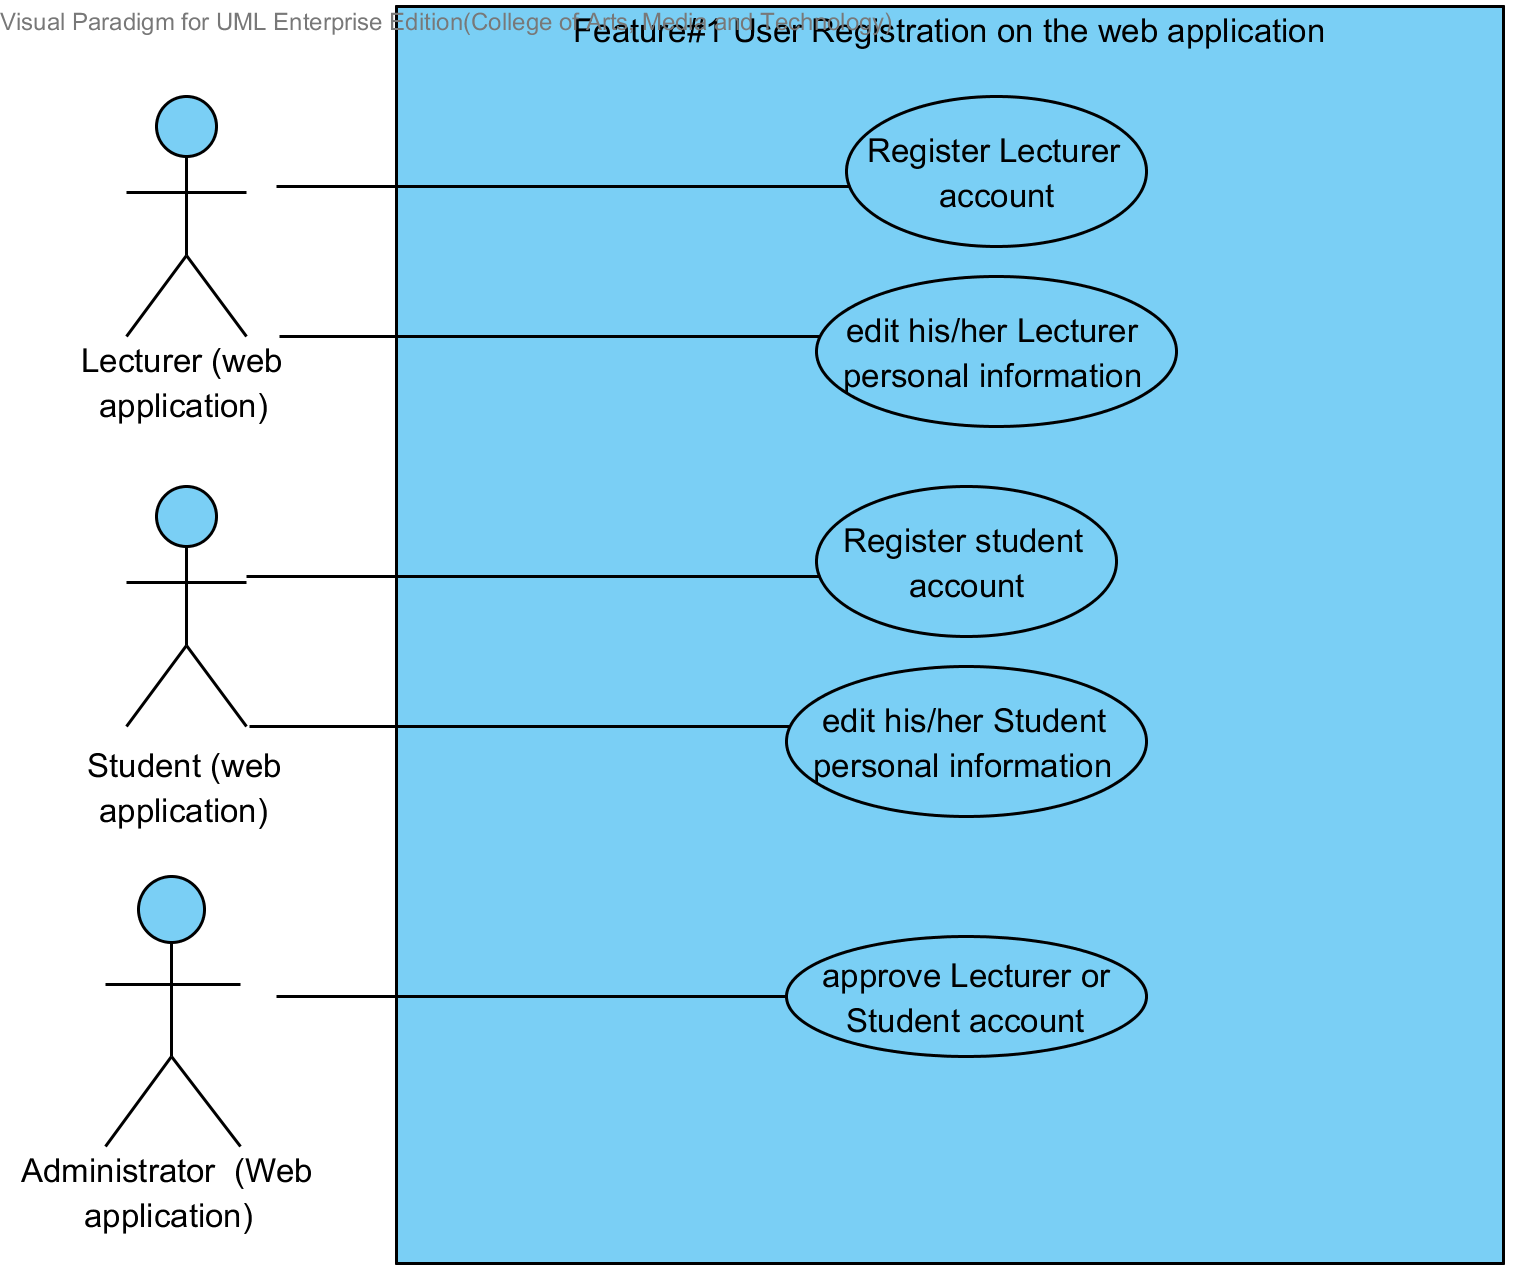 Visual Paradigm for UML Enterprise Edition(College of Arts, Media and Technology)
Feature#1 User Registration on the web application
Register Lecturer
account
edit his/her Lecturer
personal information
Lecturer (web
application)
Register student
account
edit his/her Student
personal information
Student (web
application)
approve Lecturer or
Student account
Administrator  (Web
application)